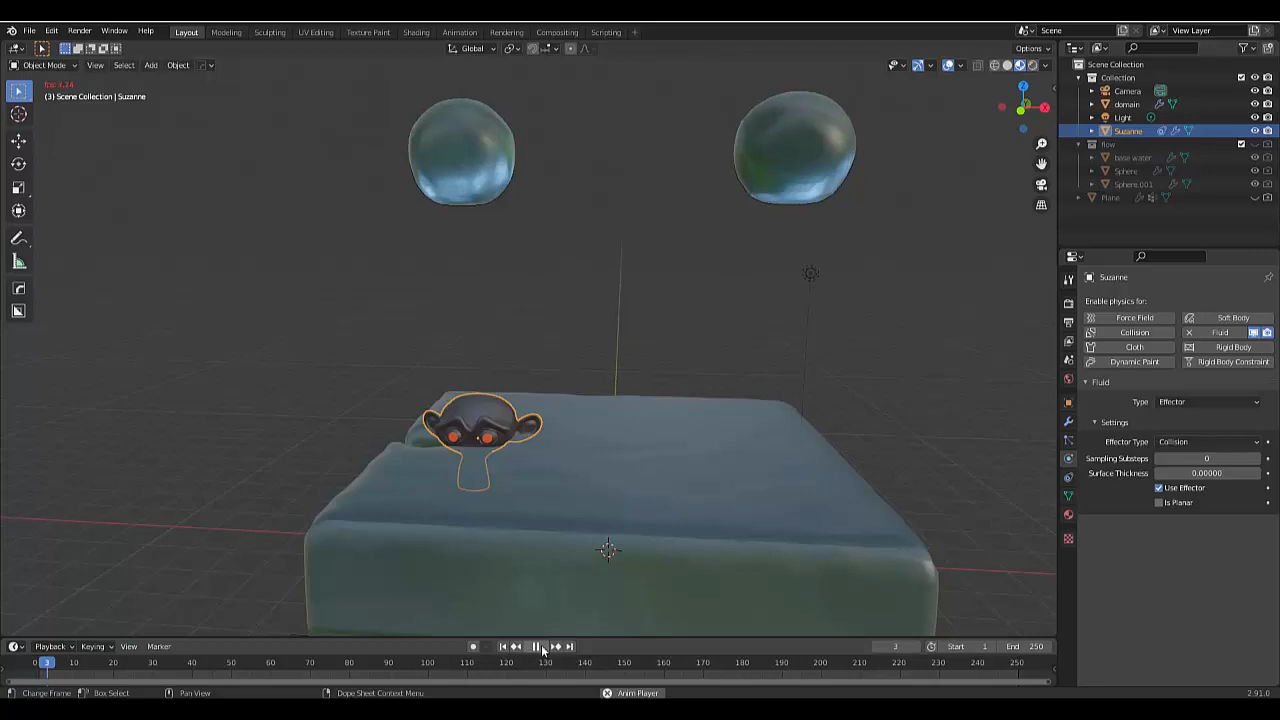 File Edit Render Window Help Layout Modeling Sculpting UV Editing Texture Paint Shading Animation Rendering Compositing Scripting Scene View Layer
Global Options
Object Mode View Select Add Object
(3) Scene Collection | Suzanne
Scene Collection
Collection
Camera
domain
Light
Suzanne
flow
base water
Sphere
Sphere.001
Plane
Suzanne
Enable physics for:
Force Field Soft Body
Collision Fluid
Cloth Rigid Body
Dynamic Paint Rigid Body Constraint
Fluid
Type Effector
Settings
Effector Type Collision
Sampling Substeps 0
Surface Thickness 0.00000
Use Effector
Is Planar
Playback Keying View Marker 3 Start 1 End 250
0 3 10 20 30 40 50 60 70 80 90 100 110 120 130 140 150 160 170 180 190 200 210 220 230 240 250
Change Frame Box Select Pan View Dope Sheet Context Menu Anim Player 2.91.0